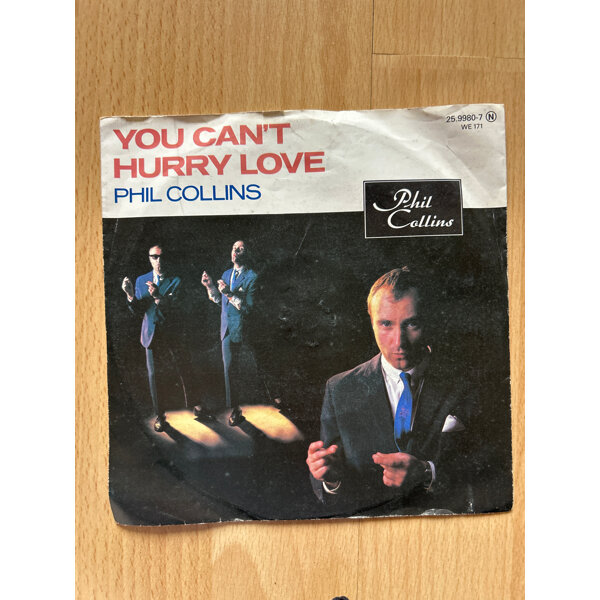 YOU CAN'T
HURRY LOVE
PHIL COLLINS
25.9980-7 N
WE 171
Phil
Collins